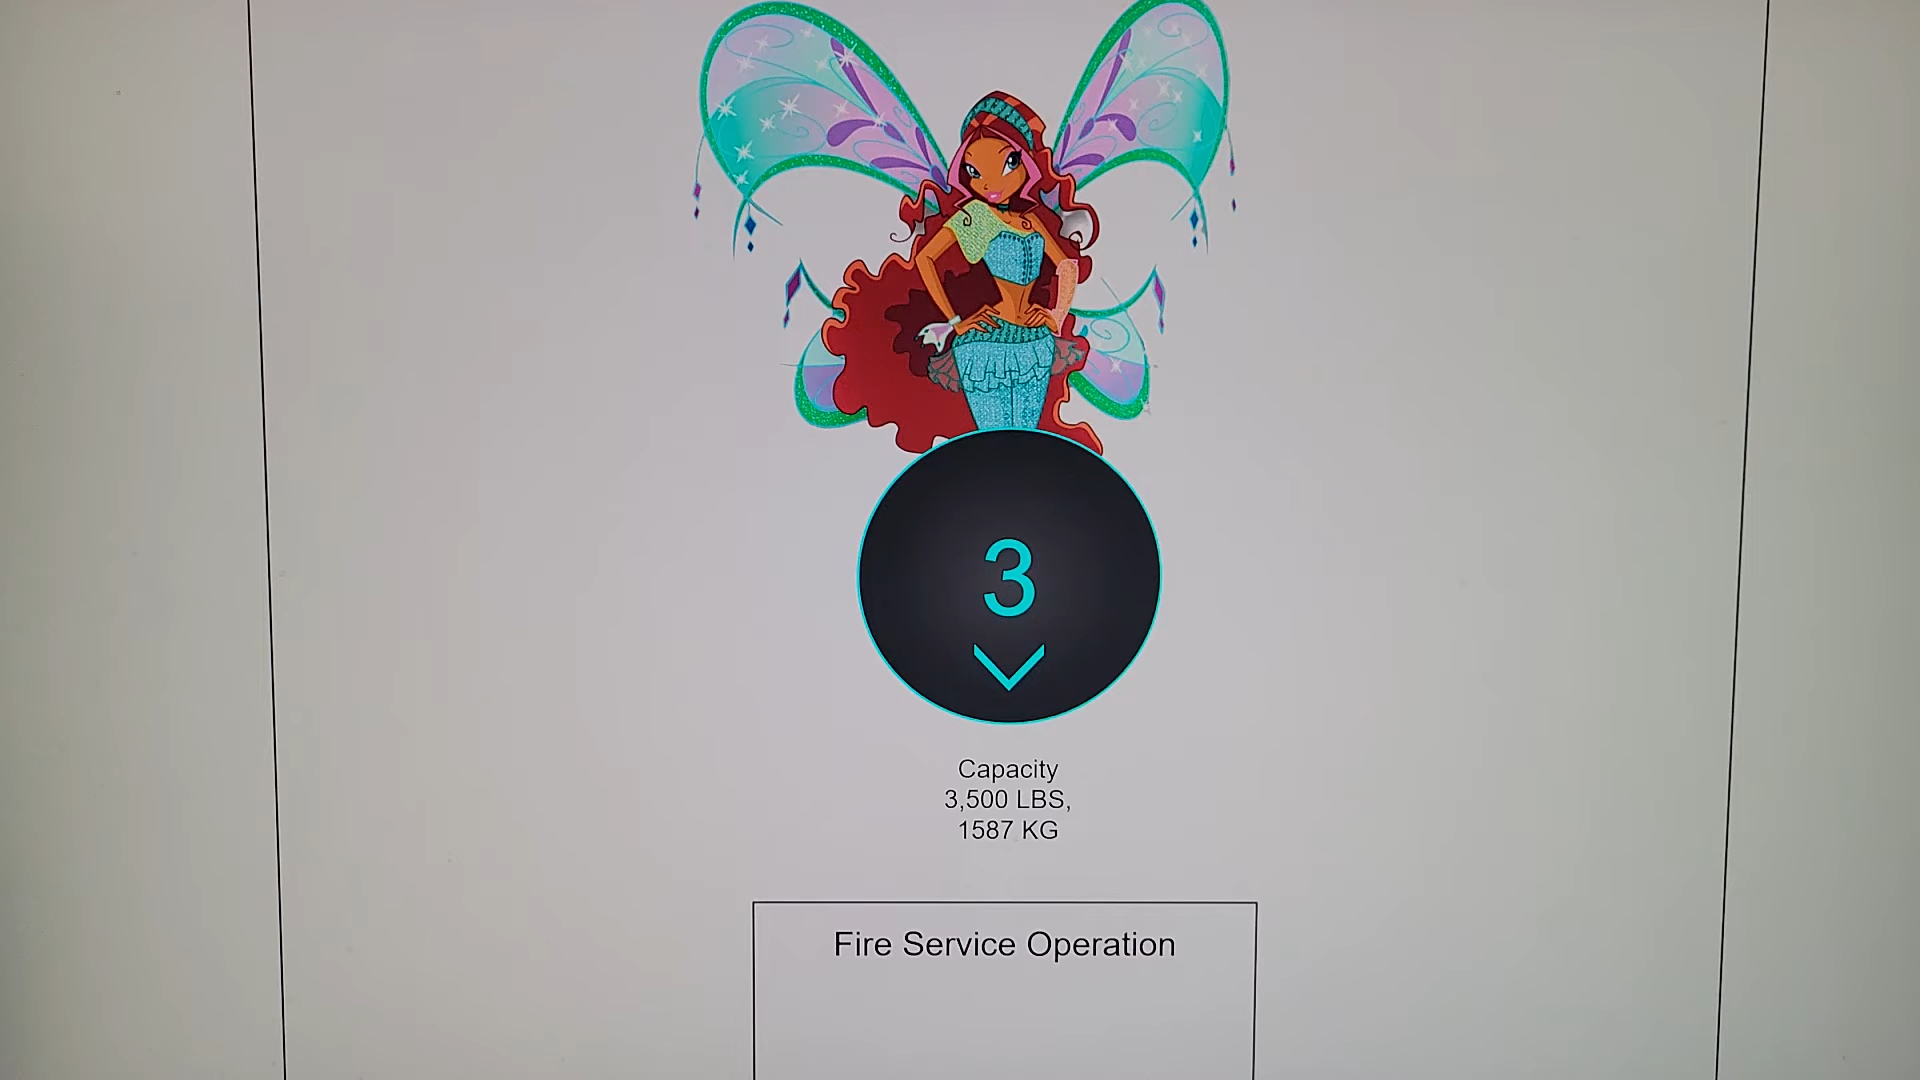 3
Capacity
3,500 LBS,
1587 KG
Fire Service Operation